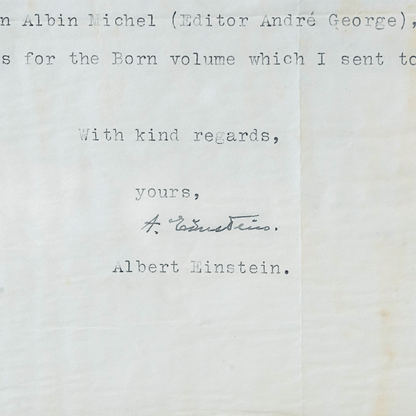 n Albin Michel (Editor André George),
s for the Born volume which I sent to
With kind regards,
yours,
A. Einstein.
Albert Einstein.